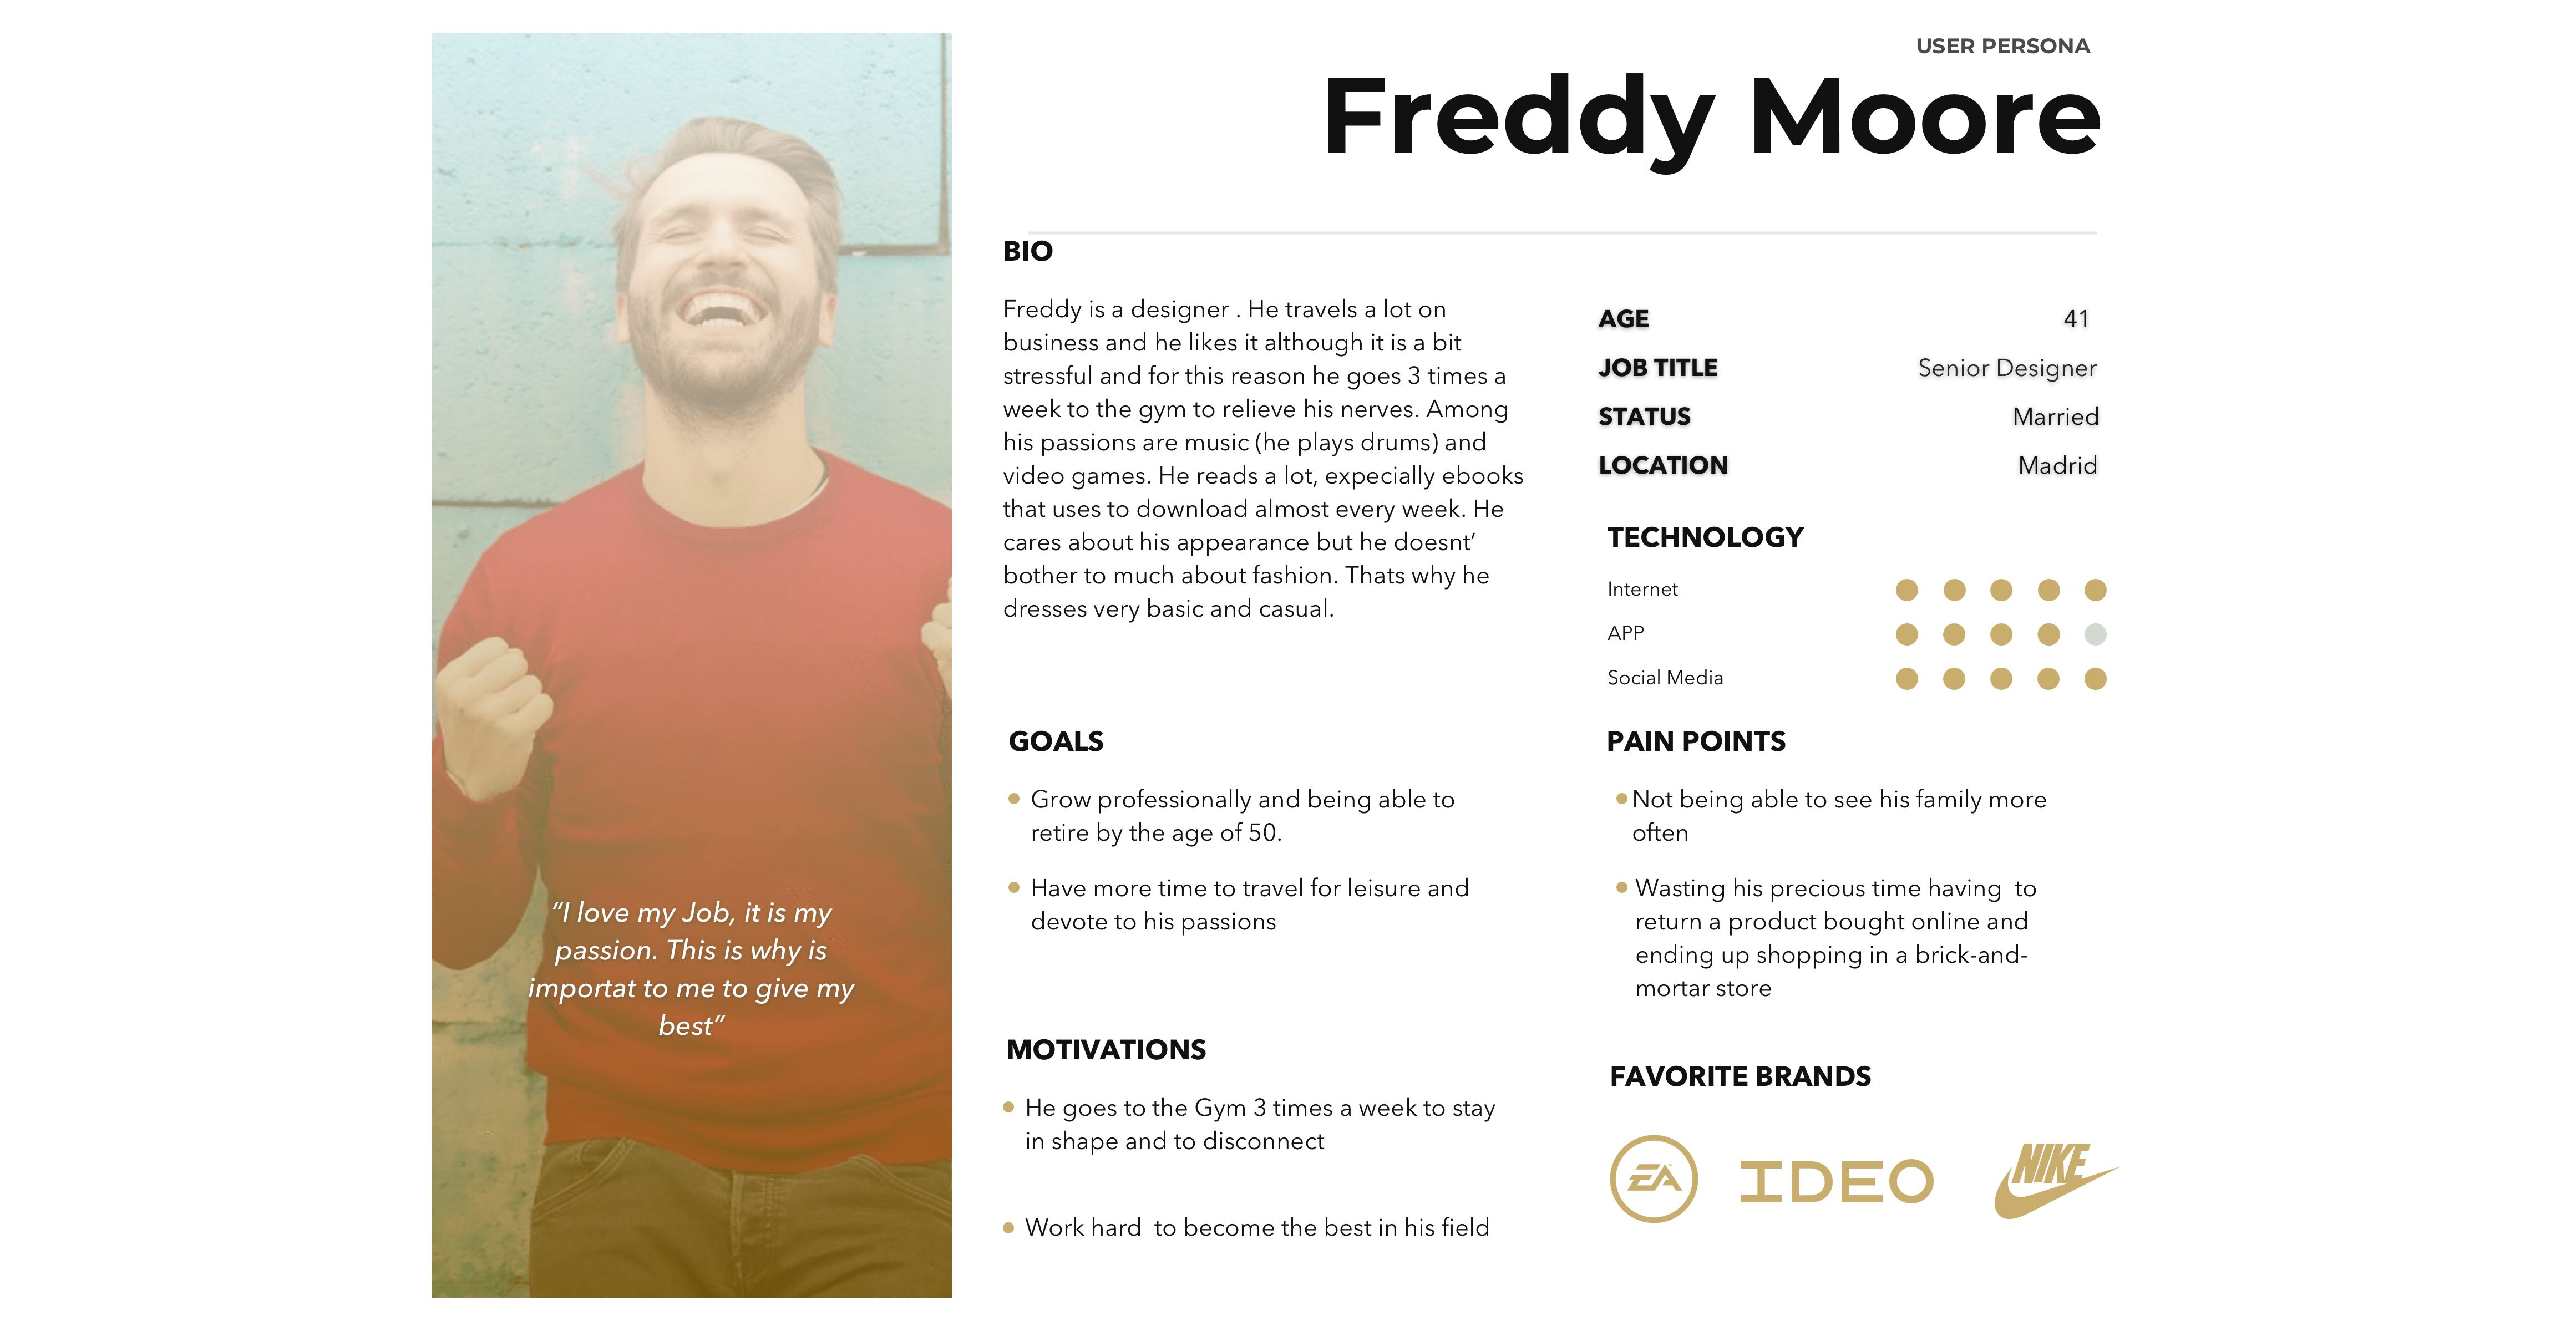 USER PERSONA
Freddy Moore
BIO
Freddy is a designer . He travels a lot on
business and he likes it although it is a bit
stressful and for this reason he goes 3 times a
week to the gym to relieve his nerves. Among
his passions are music (he plays drums) and
video games. He reads a lot, expecially ebooks
that uses to download almost every week. He
cares about his appearance but he doesnt’
bother to much about fashion. Thats why he
dresses very basic and casual.
AGE 41
JOB TITLE Senior Designer
STATUS Married
LOCATION Madrid
TECHNOLOGY
Internet
APP
Social Media
GOALS
Grow professionally and being able to
retire by the age of 50.
Have more time to travel for leisure and
devote to his passions
PAIN POINTS
Not being able to see his family more
often
Wasting his precious time having  to
return a product bought online and
ending up shopping in a brick-and-
mortar store
MOTIVATIONS
He goes to the Gym 3 times a week to stay
in shape and to disconnect
Work hard  to become the best in his field
FAVORITE BRANDS
EA IDEO NIKE
“I love my Job, it is my
passion. This is why is
importat to me to give my
best”